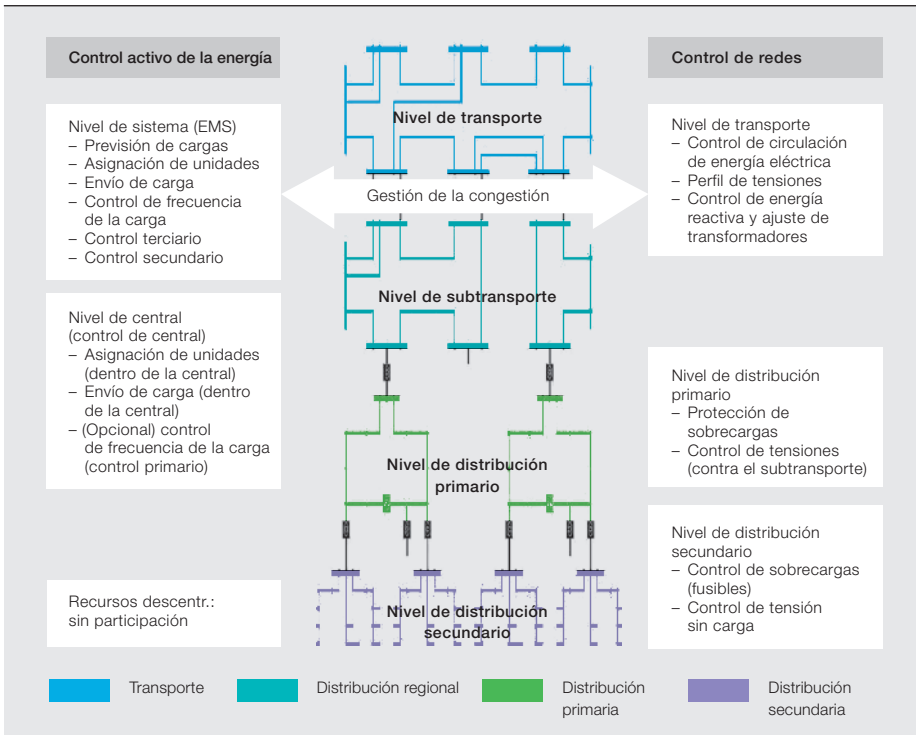 Control activo de la energía
Nivel de sistema (EMS)
– Previsión de cargas
– Asignación de unidades
– Envío de carga
– Control de frecuencia
de la carga
– Control terciario
– Control secundario
Nivel de central
(control de central)
– Asignación de unidades
(dentro de la central)
– Envío de carga (dentro
de la central)
– (Opcional) control
de frecuencia de la carga
(control primario)
Recursos descentr.:
sin participación
Nivel de transporte
Gestión de la congestión
Nivel de subtransporte
Nivel de distribución
primario
Nivel de distribución
secundario
Control de redes
Nivel de transporte
– Control de circulación
de energía eléctrica
– Perfil de tensiones
– Control de energía
reactiva y ajuste de
transformadores
Nivel de distribución
primario
– Protección de
sobrecargas
– Control de tensiones
(contra el subtransporte)
Nivel de distribución
secundario
– Control de sobrecargas
(fusibles)
– Control de tensión
sin carga
Transporte
Distribución regional
Distribución
primaria
Distribución
secundaria